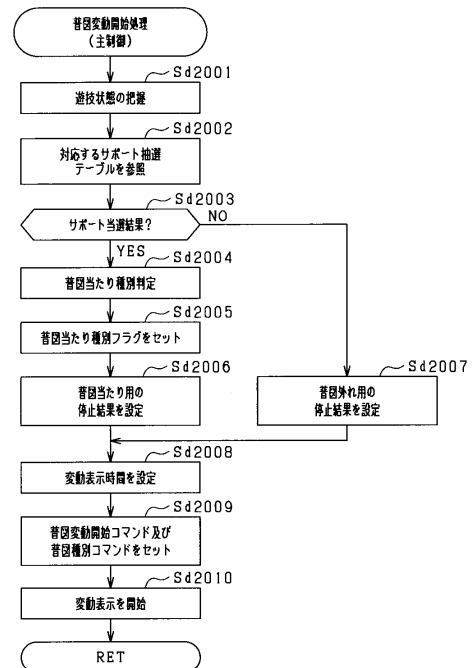 普図変動開始処理
(主制御)
Sd2001
遊技状態の把握
Sd2002
対応するサポート抽選
テーブルを参照
Sd2003
サポート当選結果?
NO
YES
Sd2004
普図当たり種別判定
Sd2005
普図当たり種別フラグをセット
Sd2006
普図当たり用の
停止結果を設定
Sd2007
普図外れ用の
停止結果を設定
Sd2008
変動表示時間を設定
Sd2009
普図変動開始コマンド及び
普図種別コマンドをセット
Sd2010
変動表示を開始
RET